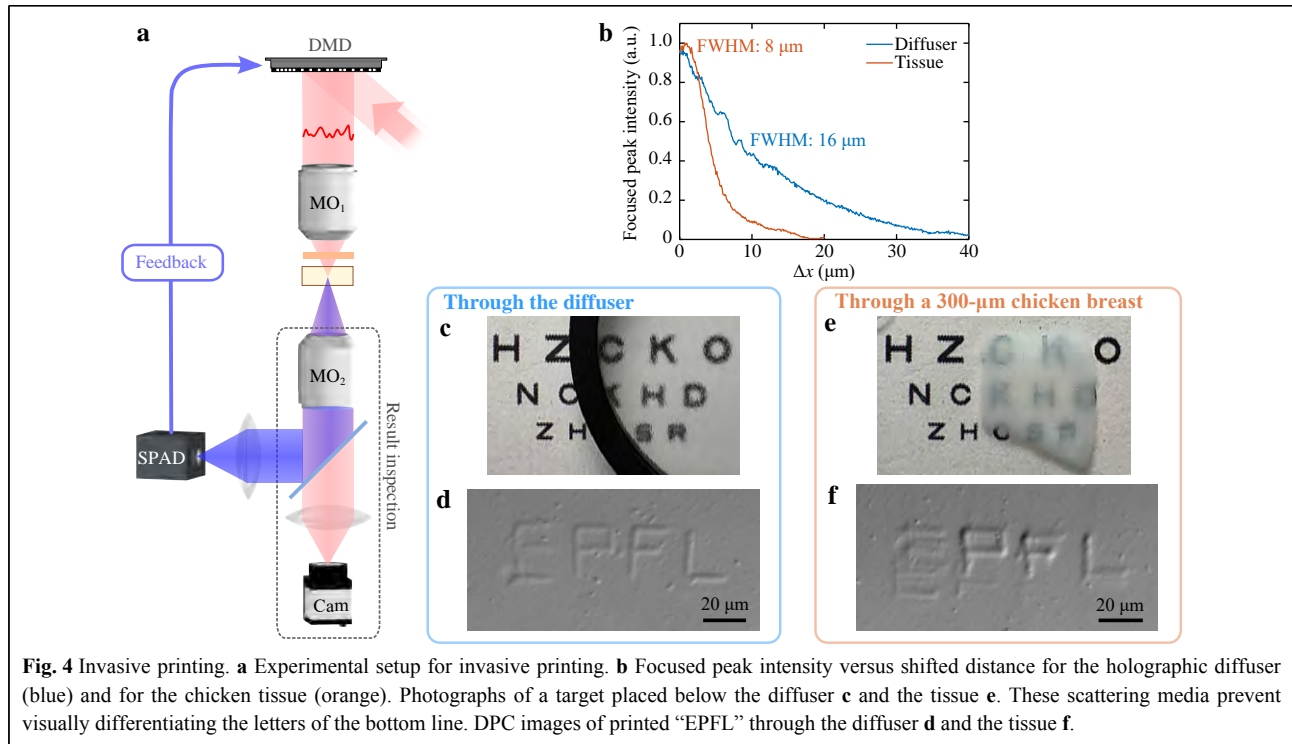 a
DMD
MO₁
Feedback
MO₂
SPAD
Result inspection
Cam
b
1.0
0.8
0.6
0.4
0.2
0
Focused peak intensity (a.u.)
FWHM: 8 μm
Diffuser
Tissue
FWHM: 16 μm
0
10
20
30
40
Δx (μm)
Through the diffuser
c
H Z C K O
N C K H D
Z H S R
d
E P F L
20 μm
Through a 300-μm chicken breast
e
H Z C K O
N C K H D
Z H C S R
f
E P F L
20 μm
Fig. 4 Invasive printing. a Experimental setup for invasive printing. b Focused peak intensity versus shifted distance for the holographic diffuser
(blue) and for the chicken tissue (orange). Photographs of a target placed below the diffuser c and the tissue e. These scattering media prevent
visually differentiating the letters of the bottom line. DPC images of printed “EPFL” through the diffuser d and the tissue f.